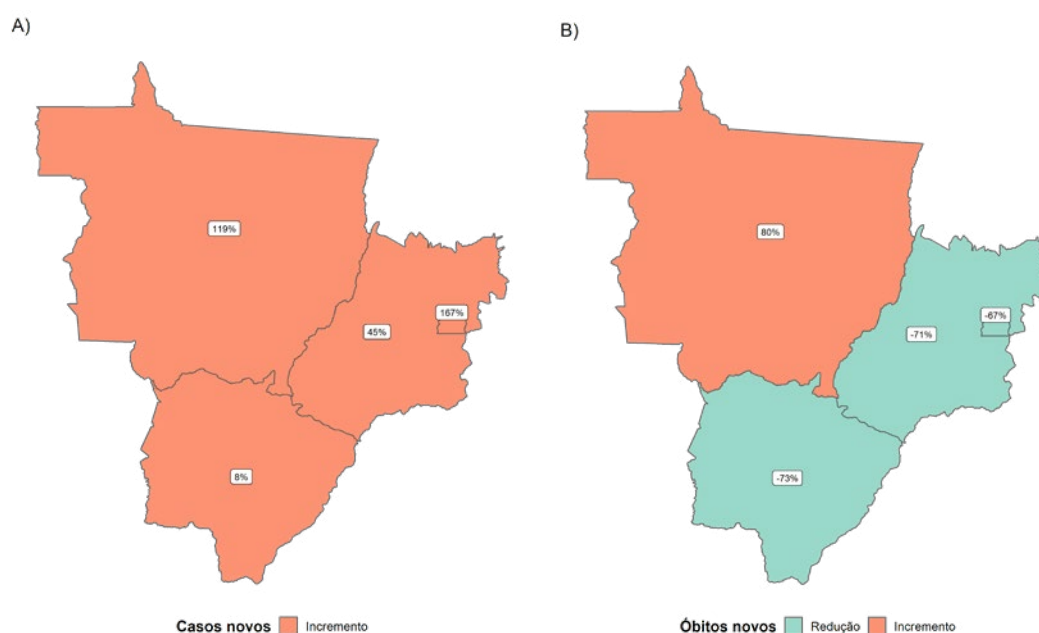 A)
119%
167%
45%
8%
Casos novos Incremento
B)
80%
-67%
-71%
-73%
Óbitos novos Redução Incremento